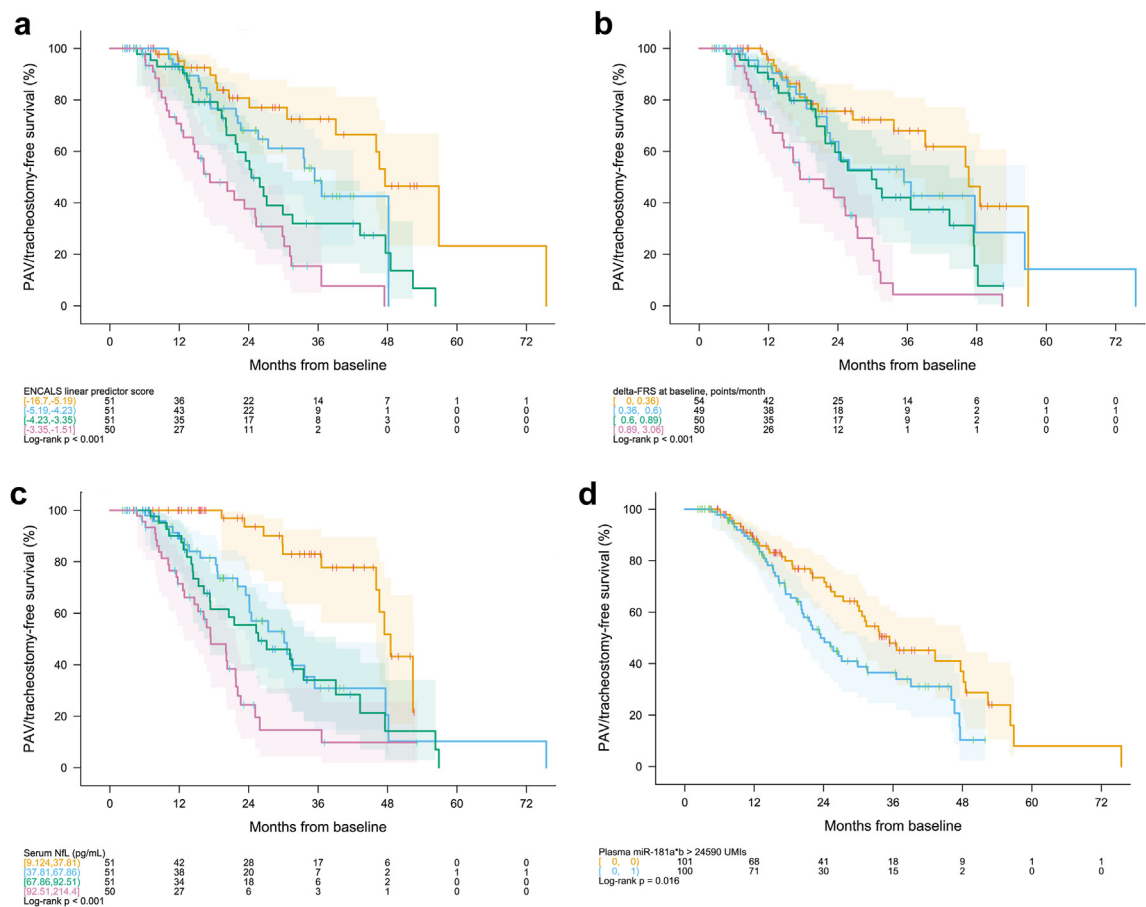 a
PAV/tracheostomy-free survival (%)
100
80
60
40
20
0
0 12 24 36 48 60 72
Months from baseline
ENCALS linear predictor score
[-16.7,-5.19) 51 36 22 14 7 1 1
[-5.19,-4.23) 51 43 22 9 1 0 0
[-4.23,-3.35) 51 35 17 8 3 0 0
[-3.35,-1.51] 50 27 11 2 0 0 0
Log-rank p < 0.001
b
PAV/tracheostomy-free survival (%)
100
80
60
40
20
0
0 12 24 36 48 60 72
Months from baseline
delta-FRS at baseline, points/month
[ 0, 0.36) 54 42 25 14 6 0 0
[ 0.36, 0.6) 49 38 18 9 2 1 1
[ 0.6, 0.89) 50 35 17 9 2 0 0
[ 0.89, 3.06] 50 26 12 1 1 0 0
Log-rank p < 0.001
c
PAV/tracheostomy-free survival (%)
100
80
60
40
20
0
0 12 24 36 48 60 72
Months from baseline
Serum NfL (pg/mL)
[9.124,37.81) 51 42 28 17 6 0 0
[37.81,67.86) 51 38 20 7 2 1 1
[67.86,92.51) 51 34 18 6 2 0 0
[92.51,214.4] 50 27 6 3 1 0 0
Log-rank p < 0.001
d
PAV/tracheostomy-free survival (%)
100
80
60
40
20
0
0 12 24 36 48 60 72
Months from baseline
Plasma miR-181a*b > 24590 UMIs
[ 0, 0) 101 68 41 18 9 1 1
[ 0, 1] 100 71 30 15 2 0 0
Log-rank p = 0.016